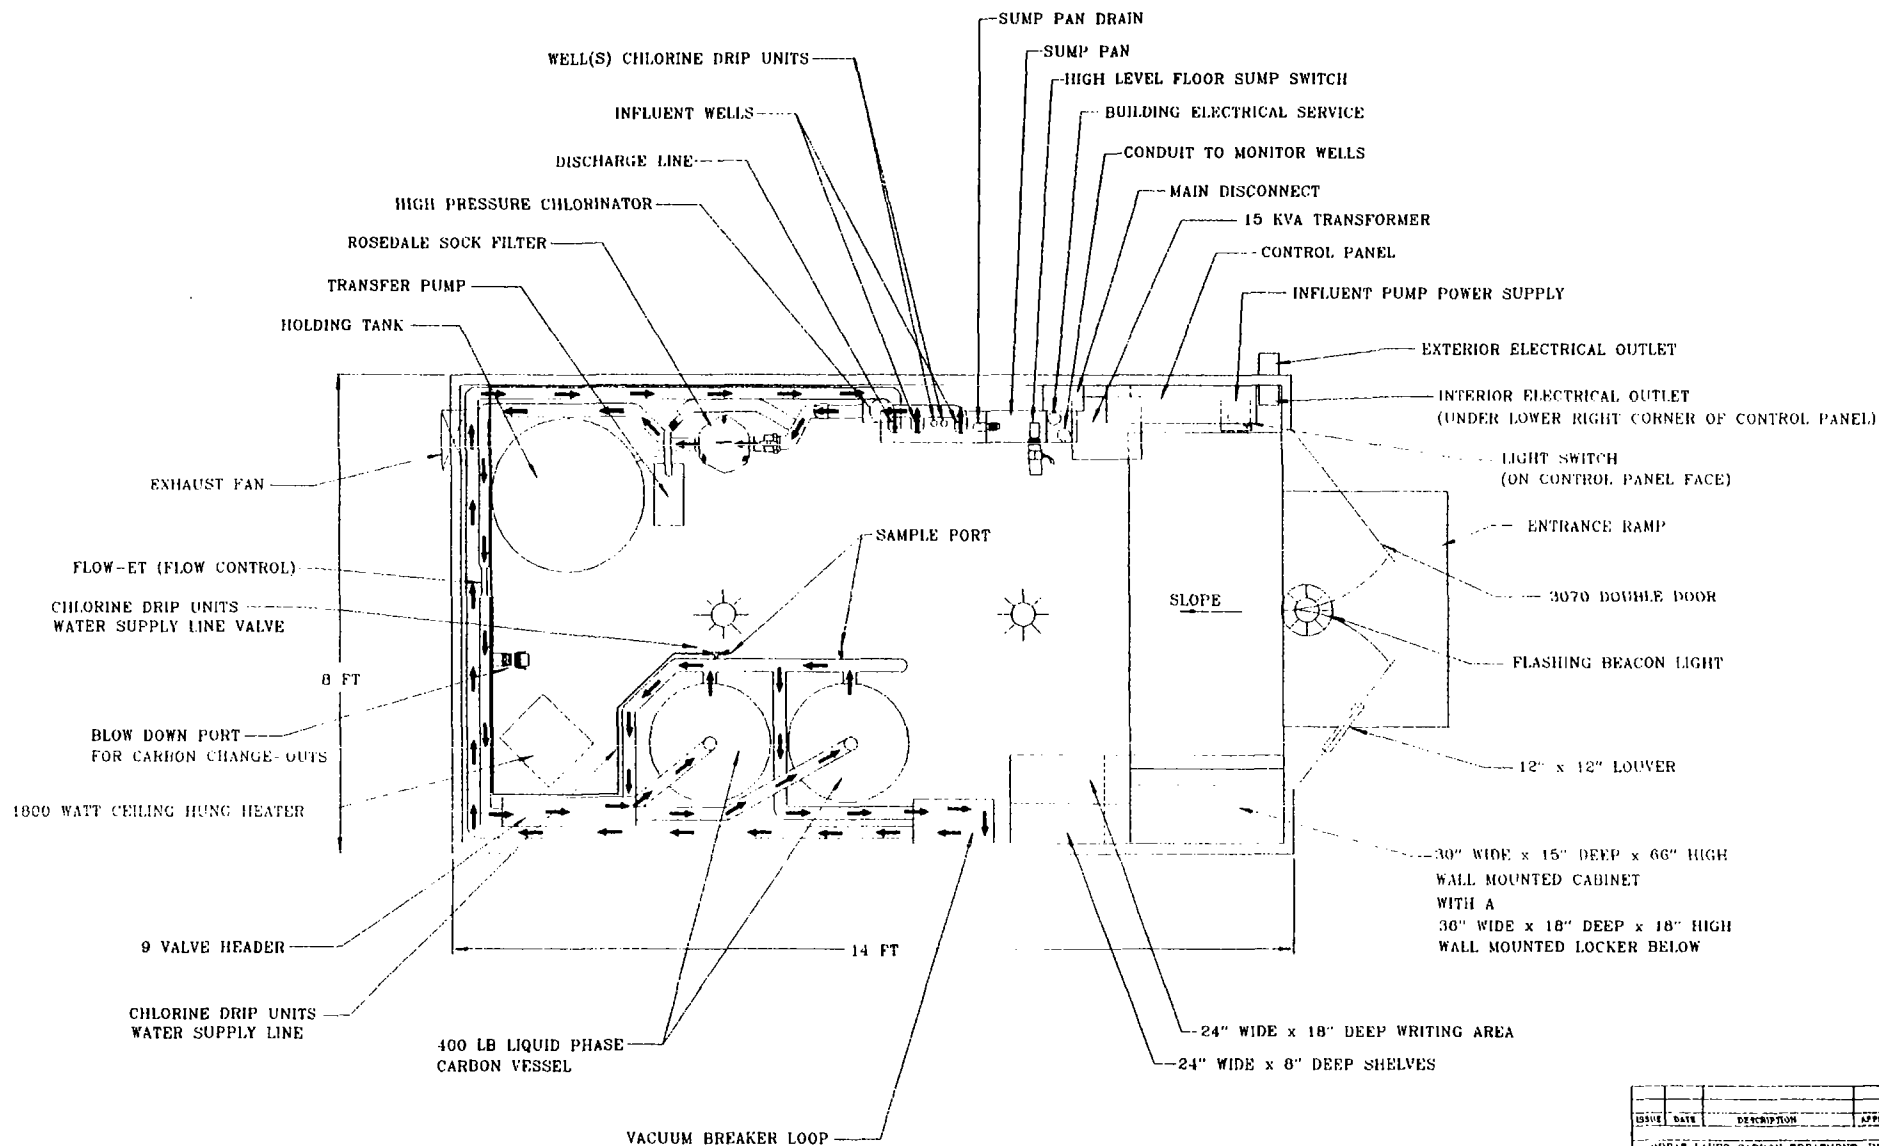 SUMP PAN DRAIN
SUMP PAN
WELL(S) CHLORINE DRIP UNITS
HIGH LEVEL FLOOR SUMP SWITCH
INFLUENT WELLS
BUILDING ELECTRICAL SERVICE
DISCHARGE LINE
CONDUIT TO MONITOR WELLS
HIGH PRESSURE CHLORINATOR
MAIN DISCONNECT
15 KVA TRANSFORMER
ROSEDALE SOCK FILTER
CONTROL PANEL
TRANSFER PUMP
INFLUENT PUMP POWER SUPPLY
HOLDING TANK
EXTERIOR ELECTRICAL OUTLET
INTERIOR ELECTRICAL OUTLET
(UNDER LOWER RIGHT CORNER OF CONTROL PANEL)
LIGHT SWITCH
(ON CONTROL PANEL FACE)
EXHAUST FAN
ENTRANCE RAMP
SAMPLE PORT
FLOW-ET (FLOW CONTROL)
CHLORINE DRIP UNITS
WATER SUPPLY LINE VALVE
SLOPE
3070 DOUBLE DOOR
FLASHING BEACON LIGHT
8 FT
BLOW DOWN PORT
FOR CARBON CHANGE-OUTS
12" x 12" LOUVER
1800 WATT CEILING HUNG HEATER
30" WIDE x 15" DEEP x 66" HIGH
WALL MOUNTED CABINET
WITH A
36" WIDE x 18" DEEP x 18" HIGH
WALL MOUNTED LOCKER BELOW
9 VALVE HEADER
14 FT
CHLORINE DRIP UNITS
WATER SUPPLY LINE
400 LB LIQUID PHASE
CARBON VESSEL
24" WIDE x 18" DEEP WRITING AREA
24" WIDE x 8" DEEP SHELVES
VACUUM BREAKER LOOP
ISSUE DATE DESCRIPTION